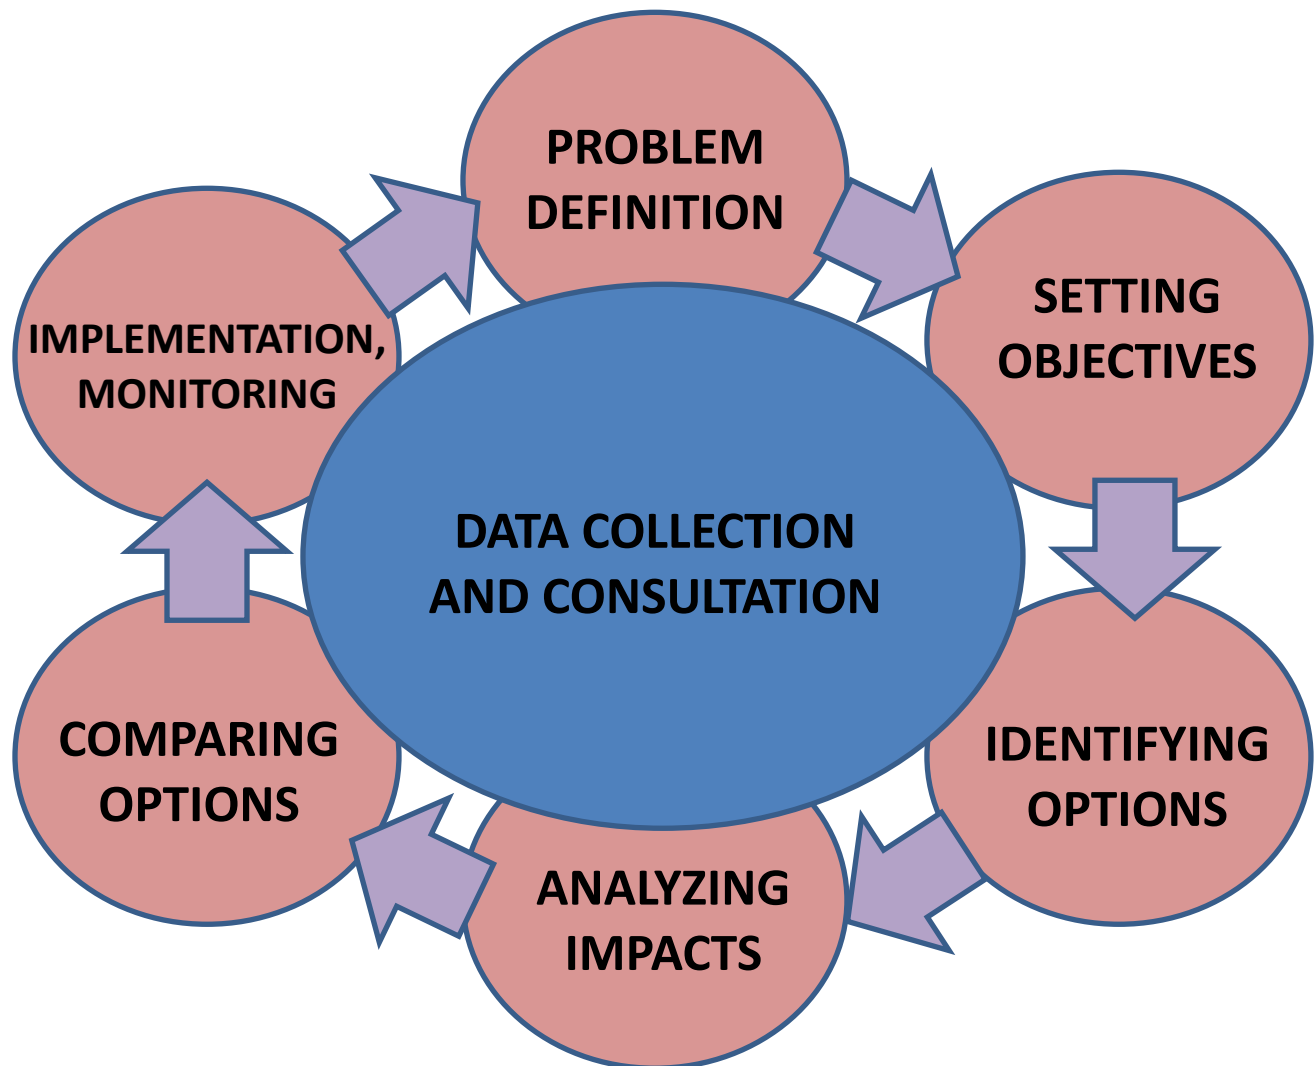 PROBLEM
DEFINITION
SETTING
OBJECTIVES
IDENTIFYING
OPTIONS
ANALYZING
IMPACTS
COMPARING
OPTIONS
IMPLEMENTATION,
MONITORING
DATA COLLECTION
AND CONSULTATION